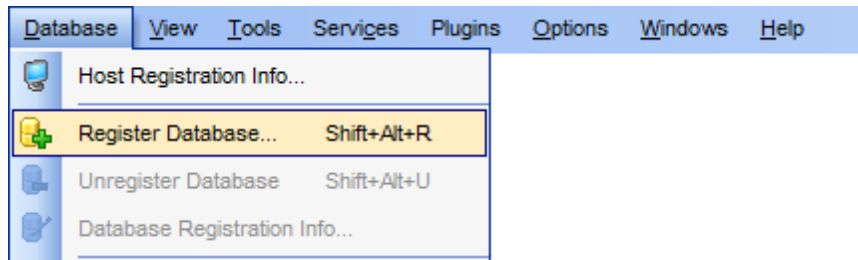 Database View Tools Services Plugins Options Windows Help
Host Registration Info...
Register Database... Shift+Alt+R
Unregister Database Shift+Alt+U
Database Registration Info...